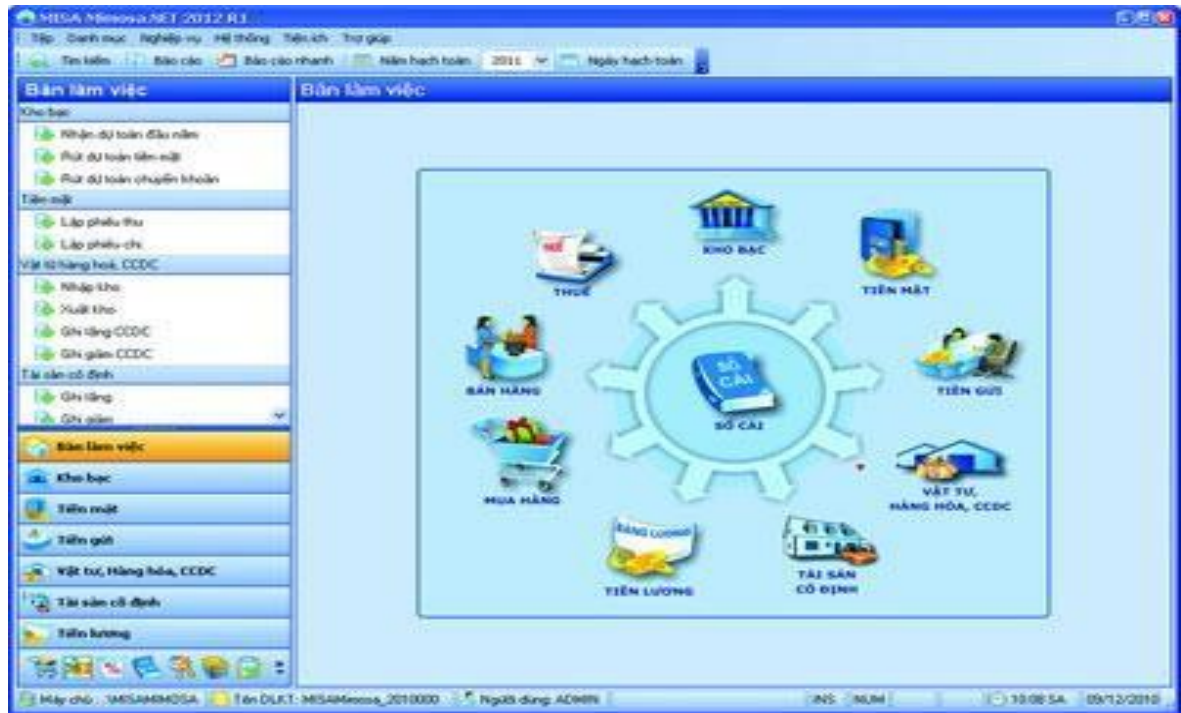 MISA Mimosa.NET 2012 R1
Tệp Danh mục Nghiệp vụ Hệ thống Tiện ích Trợ giúp
Tìm kiếm Báo cáo Báo cáo nhanh Năm hạch toán 2011 Ngày hạch toán
Bàn làm việc
Bàn làm việc
Kho bạc
Nhận dự toán đầu năm
Rút dự toán tiền mặt
Rút dự toán chuyển khoản
Tiền mặt
Lập phiếu thu
Lập phiếu chi
Vật tư hàng hoá, CCDC
Nhập kho
Xuất kho
Ghi tăng CCDC
Ghi giảm CCDC
Tài sản cố định
Ghi tăng
Ghi giảm
Bàn làm việc
Kho bạc
Tiền mặt
Tiền gửi
Vật tư, Hàng hóa, CCDC
Tài sản cố định
Tiền lương
KHO BẠC
THUẾ
TIỀN MẶT
BÁN HÀNG
SỔ CÁI
SỔ CÁI
TIỀN GỬI
MUA HÀNG
VẬT TƯ,
HÀNG HÓA, CCDC
BẢNG LƯƠNG
TIỀN LƯƠNG
TÀI SẢN
CỐ ĐỊNH
Máy chủ : \MISAMIMOSA Tên DLKT: MISAMimosa_2010000 Người dùng: ADMIN INS NUM 10:08 SA 09/12/2010